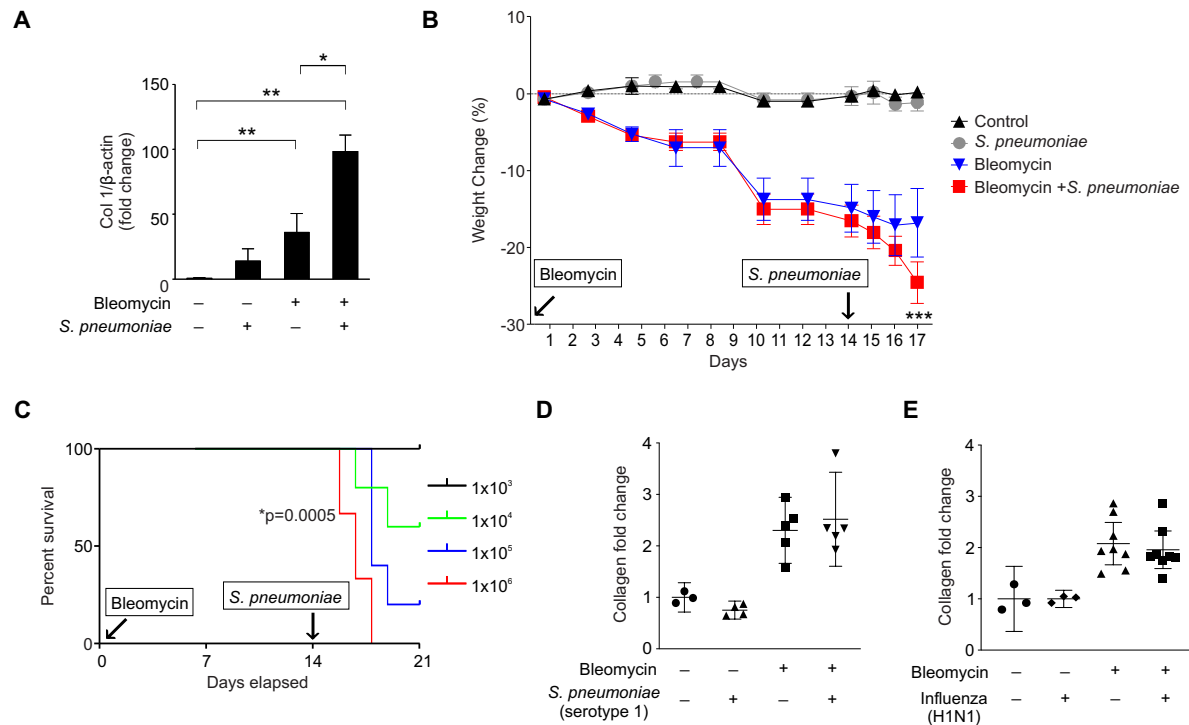 A
Col 1/β-actin
(fold change)
150
100
50
0
**
**
*
Bleomycin – – + +
S. pneumoniae – + – +
B
Weight Change (%)
10
0
-10
-20
-30
Bleomycin
S. pneumoniae
***
1 2 3 4 5 6 7 8 9 10 12 13 14 15 16 17
Days
Control
S. pneumoniae
Bleomycin
Bleomycin +S. pneumoniae
C
Percent survival
100
50
0
*p=0.0005
Bleomycin
S. pneumoniae
0 7 14 21
Days elapsed
1x10³
1x10⁴
1x10⁵
1x10⁶
D
Collagen fold change
4
3
2
1
0
Bleomycin – – + +
S. pneumoniae – + – +
(serotype 1)
E
Collagen fold change
4
3
2
1
0
Bleomycin – – + +
Influenza – + – +
(H1N1)